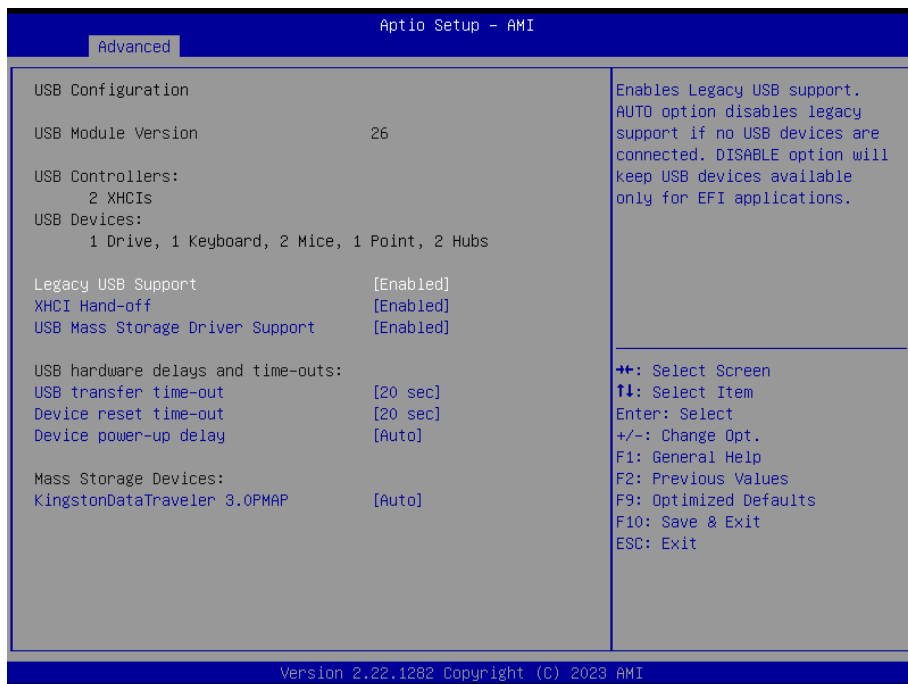 Aptio Setup – AMI
Advanced
USB Configuration
USB Module Version 26
USB Controllers:
2 XHCIs
USB Devices:
1 Drive, 1 Keyboard, 2 Mice, 1 Point, 2 Hubs
Legacy USB Support [Enabled]
XHCI Hand-off [Enabled]
USB Mass Storage Driver Support [Enabled]
USB hardware delays and time-outs:
USB transfer time-out [20 sec]
Device reset time-out [20 sec]
Device power-up delay [Auto]
Mass Storage Devices:
KingstonDataTraveler 3.0PMAP [Auto]
Enables Legacy USB support.
AUTO option disables legacy
support if no USB devices are
connected. DISABLE option will
keep USB devices available
only for EFI applications.
→←: Select Screen
↑↓: Select Item
Enter: Select
+/-: Change Opt.
F1: General Help
F2: Previous Values
F9: Optimized Defaults
F10: Save & Exit
ESC: Exit
Version 2.22.1282 Copyright (C) 2023 AMI